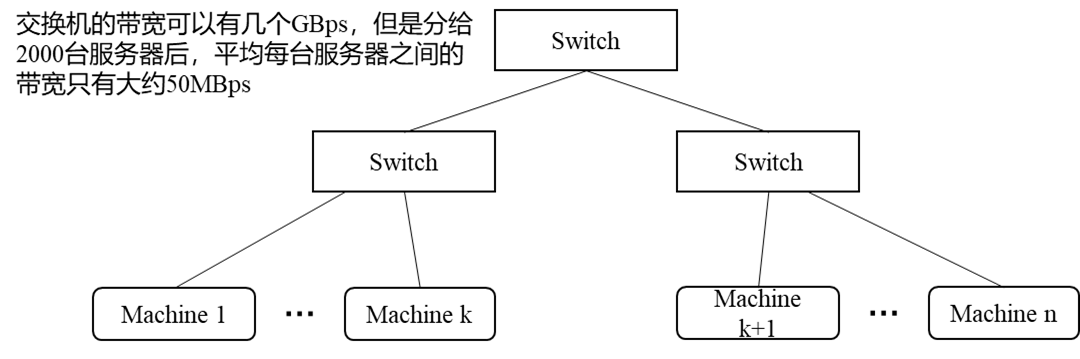 交换机的带宽可以有几个GBps，但是分给
2000台服务器后，平均每台服务器之间的
带宽只有大约50MBps
Switch
Switch
Switch
Machine 1
...
Machine k
Machine
k+1
...
Machine n